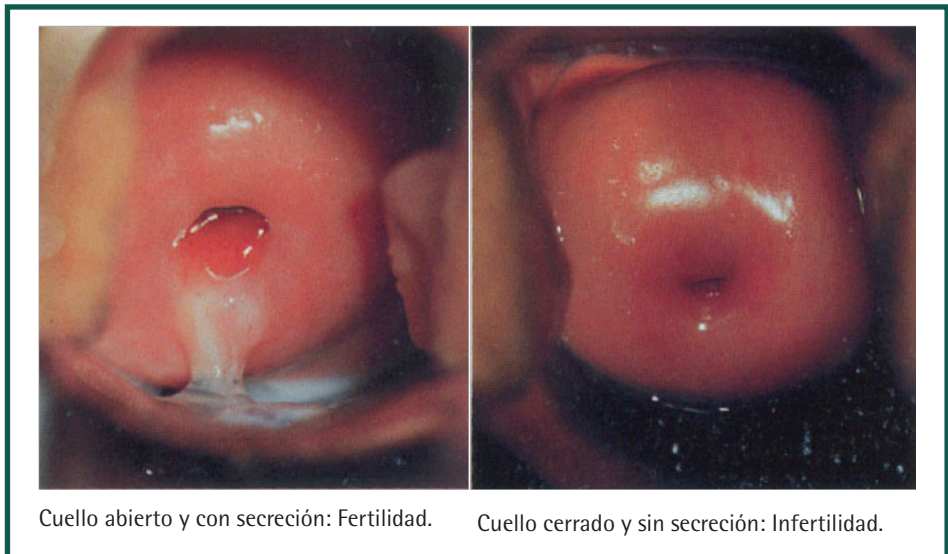 Cuello abierto y con secreción: Fertilidad.
Cuello cerrado y sin secreción: Infertilidad.